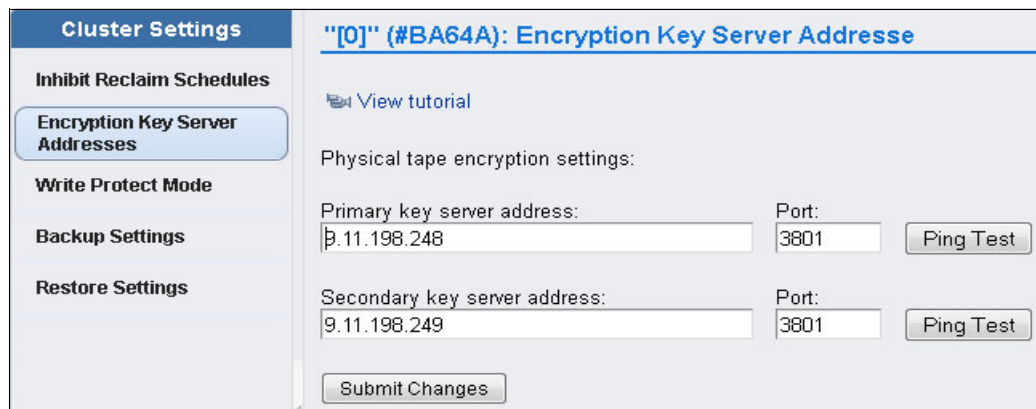 Cluster Settings
Inhibit Reclaim Schedules
Encryption Key Server
Addresses
Write Protect Mode
Backup Settings
Restore Settings
"[0]" (#BA64A): Encryption Key Server Addresse
View tutorial
Physical tape encryption settings:
Primary key server address: Port:
9.11.198.248 3801 Ping Test
Secondary key server address: Port:
9.11.198.249 3801 Ping Test
Submit Changes